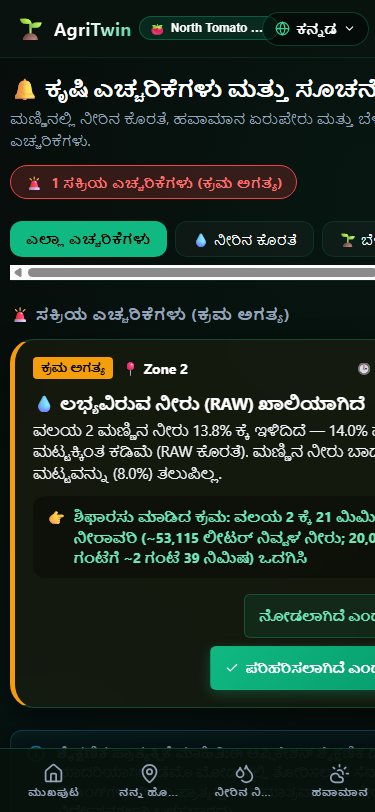 AgriTwin
North Tomato ...
ಕನ್ನಡ
ಕೃಷಿ ಎಚ್ಚರಿಕೆಗಳು ಮತ್ತು ಸೂಚನೆ
ಮಣ್ಣಿನಲ್ಲಿ ನೀರಿನ ಕೊರತೆ, ಹವಾಮಾನ ಏರುಪೇರು ಮತ್ತು
ಎಚ್ಚರಿಕೆಗಳು.
1 ಸಕ್ರಿಯ ಎಚ್ಚರಿಕೆಗಳು (ಕ್ರಮ ಅಗತ್ಯ)
ಎಲ್ಲಾ ಎಚ್ಚರಿಕೆಗಳು
ನೀರಿನ ಕೊರತೆ
ಸಕ್ರಿಯ ಎಚ್ಚರಿಕೆಗಳು (ಕ್ರಮ ಅಗತ್ಯ)
ಕ್ರಮ ಅಗತ್ಯ
Zone 2
ಲಭ್ಯವಿರುವ ನೀರು (RAW) ಖಾಲಿಯಾಗಿದೆ
ವಲಯ 2 ಮಣ್ಣಿನ ನೀರು 13.8% ಕ್ಕೆ ಇಳಿದಿದೆ — 14.0%
ಮಟ್ಟಕ್ಕಿಂತ ಕಡಿಮೆ (RAW ಕೊರತೆ). ಮಣ್ಣಿನ ನೀರು ಬಾಡ
ಮಟ್ಟವನ್ನು (8.0%) ತಲುಪಿಲ್ಲ.
ಶಿಫಾರಸು ಮಾಡಿದ ಕ್ರಮ: ವಲಯ 2 ಕ್ಕೆ 21 ಮಿಮಿ
ನೀರಾವರಿ (~53,115 ಲೀಟರ್ ನಿವ್ವಳ ನೀರು; 20,0
ಗಂಟೆಗೆ ~2 ಗಂಟೆ 39 ನಿಮಿಷ) ಒದಗಿಸಿ
ನೋಡಲಾಗಿದೆ ಎಂದ
ಪರಿಹರಿಸಲಾಗಿದೆ ಎಂದ
ಮುಖಪುಟ
ನನ್ನ ಹೊ...
ನೀರಿನ ನಿ...
ಹವಾಮಾನ